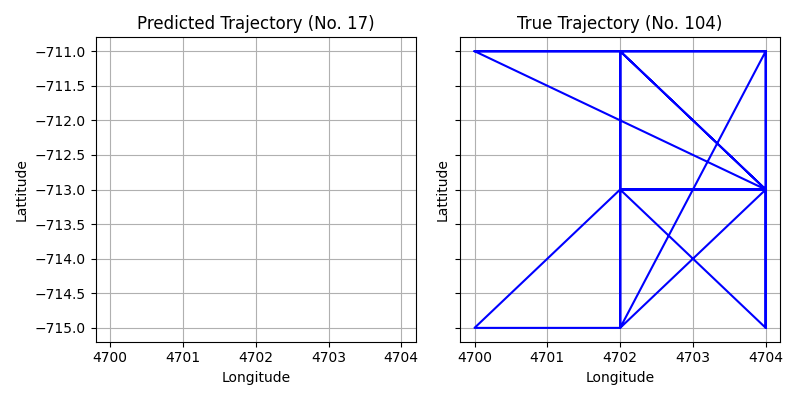 Predicted Trajectory (No. 17)
True Trajectory (No. 104)
−711.0
−711.5
−712.0
−712.5
−713.0
−713.5
−714.0
−714.5
−715.0
Lattitude
Lattitude
4700 4701 4702 4703 4704
4700 4701 4702 4703 4704
Longitude
Longitude